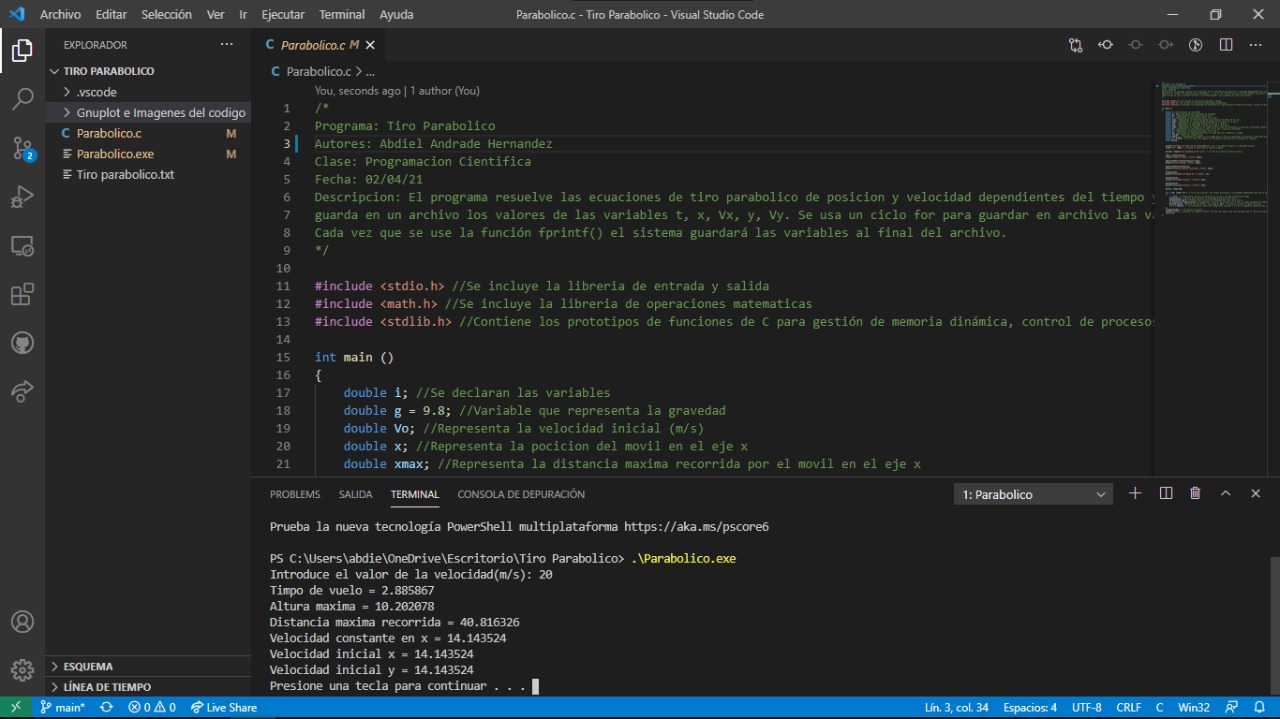 Archivo Editar Selección Ver Ir Ejecutar Terminal Ayuda Parabolico.c - Tiro Parabolico - Visual Studio Code
EXPLORADOR
TIRO PARABOLICO
.vscode
Gnuplot e Imagenes del codigo
C Parabolico.c M
Parabolico.exe M
Tiro parabolico.txt
ESQUEMA
LÍNEA DE TIEMPO
2
C Parabolico.c M
C Parabolico.c > ...
You, seconds ago | 1 author (You)
1 /*
2 Programa: Tiro Parabolico
3 Autores: Abdiel Andrade Hernandez
4 Clase: Programacion Cientifica
5 Fecha: 02/04/21
6 Descripcion: El programa resuelve las ecuaciones de tiro parabolico de posicion y velocidad dependientes del tiempo y
7 guarda en un archivo los valores de las variables t, x, Vx, y, Vy. Se usa un ciclo for para guardar en archivo las va
8 Cada vez que se use la función fprintf() el sistema guardará las variables al final del archivo.
9 */
10
11 #include <stdio.h> //Se incluye la libreria de entrada y salida
12 #include <math.h> //Se incluye la libreria de operaciones matematicas
13 #include <stdlib.h> //Contiene los prototipos de funciones de C para gestión de memoria dinámica, control de procesos
14
15 int main ()
16 {
17 double i; //Se declaran las variables
18 double g = 9.8; //Variable que representa la gravedad
19 double Vo; //Representa la velocidad inicial (m/s)
20 double x; //Representa la pocicion del movil en el eje x
21 double xmax; //Representa la distancia maxima recorrida por el movil en el eje x
PROBLEMS SALIDA TERMINAL CONSOLA DE DEPURACIÓN 1: Parabolico
Prueba la nueva tecnología PowerShell multiplataforma https://aka.ms/pscore6
PS C:\Users\abdie\OneDrive\Escritorio\Tiro Parabolico> .\Parabolico.exe
Introduce el valor de la velocidad(m/s): 20
Timpo de vuelo = 2.885867
Altura maxima = 10.202078
Distancia maxima recorrida = 40.816326
Velocidad constante en x = 14.143524
Velocidad inicial x = 14.143524
Velocidad inicial y = 14.143524
Presione una tecla para continuar . . .
main* 0 0 Live Share Lín. 3, col. 34 Espacios: 4 UTF-8 CRLF C Win32